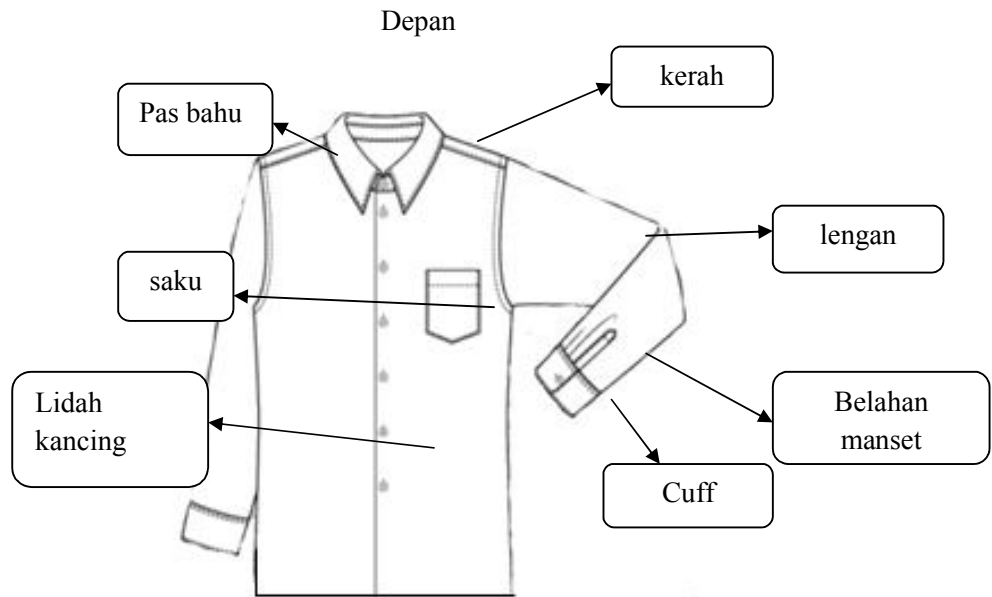 Depan
kerah
Pas bahu
lengan
saku
Lidah
kancing
Belahan
manset
Cuff